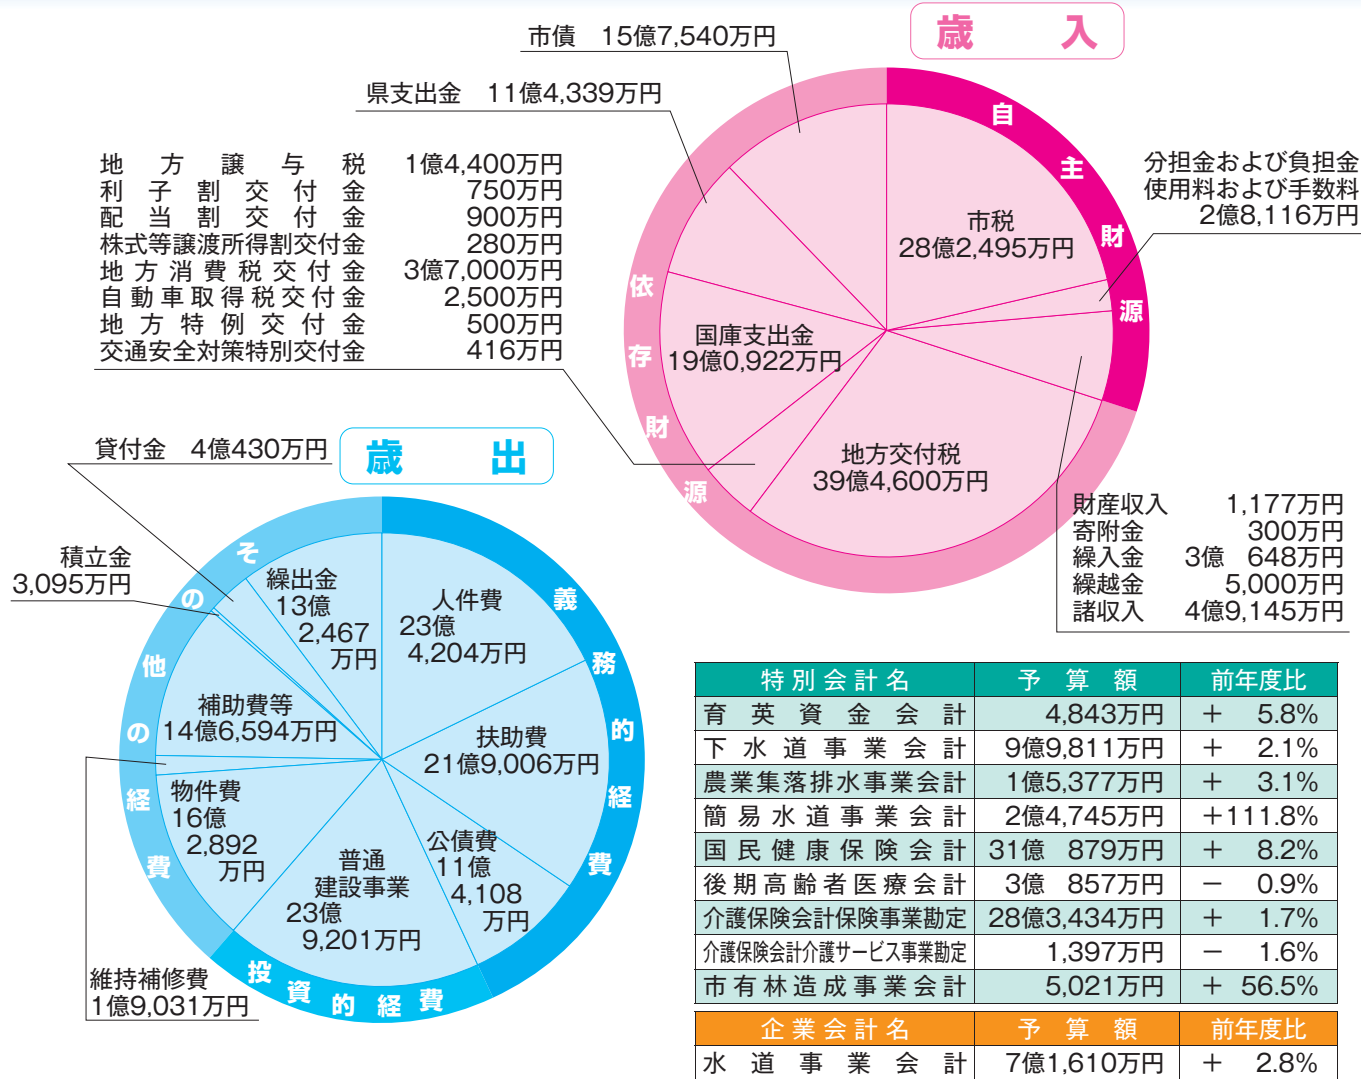 歳入
市債 15億7,540万円
県支出金 11億4,339万円
地方譲与税 1億4,400万円
利子割交付金 750万円
配当割交付金 900万円
株式等譲渡所得割交付金 280万円
地方消費税交付金 3億7,000万円
自動車取得税交付金 2,500万円
地方特例交付金 500万円
交通安全対策特別交付金 416万円
自主財源
市税
28億2,495万円
分担金および負担金
使用料および手数料
2億8,116万円
依存財源
国庫支出金
19億0,922万円
地方交付税
39億4,600万円
財産収入 1,177万円
寄附金 300万円
繰入金 3億 648万円
繰越金 5,000万円
諸収入 4億9,145万円
歳出
貸付金 4億430万円
積立金
3,095万円
その他の経費
繰出金
13億
2,467
万円
人件費
23億
4,204万円
義務的経費
補助費等
14億6,594万円
扶助費
21億9,006万円
物件費
16億
2,892
万円
普通
建設事業
23億
9,201万円
公債費
11億
4,108
万円
投資的経費
維持補修費
1億9,031万円
特別会計名 予算額 前年度比
育英資金会計 4,843万円 + 5.8%
下水道事業会計 9億9,811万円 + 2.1%
農業集落排水事業会計 1億5,377万円 + 3.1%
簡易水道事業会計 2億4,745万円 +111.8%
国民健康保険会計 31億 879万円 + 8.2%
後期高齢者医療会計 3億 857万円 − 0.9%
介護保険会計保険事業勘定 28億3,434万円 + 1.7%
介護保険会計介護サービス事業勘定 1,397万円 − 1.6%
市有林造成事業会計 5,021万円 + 56.5%
企業会計名 予算額 前年度比
水道事業会計 7億1,610万円 + 2.8%